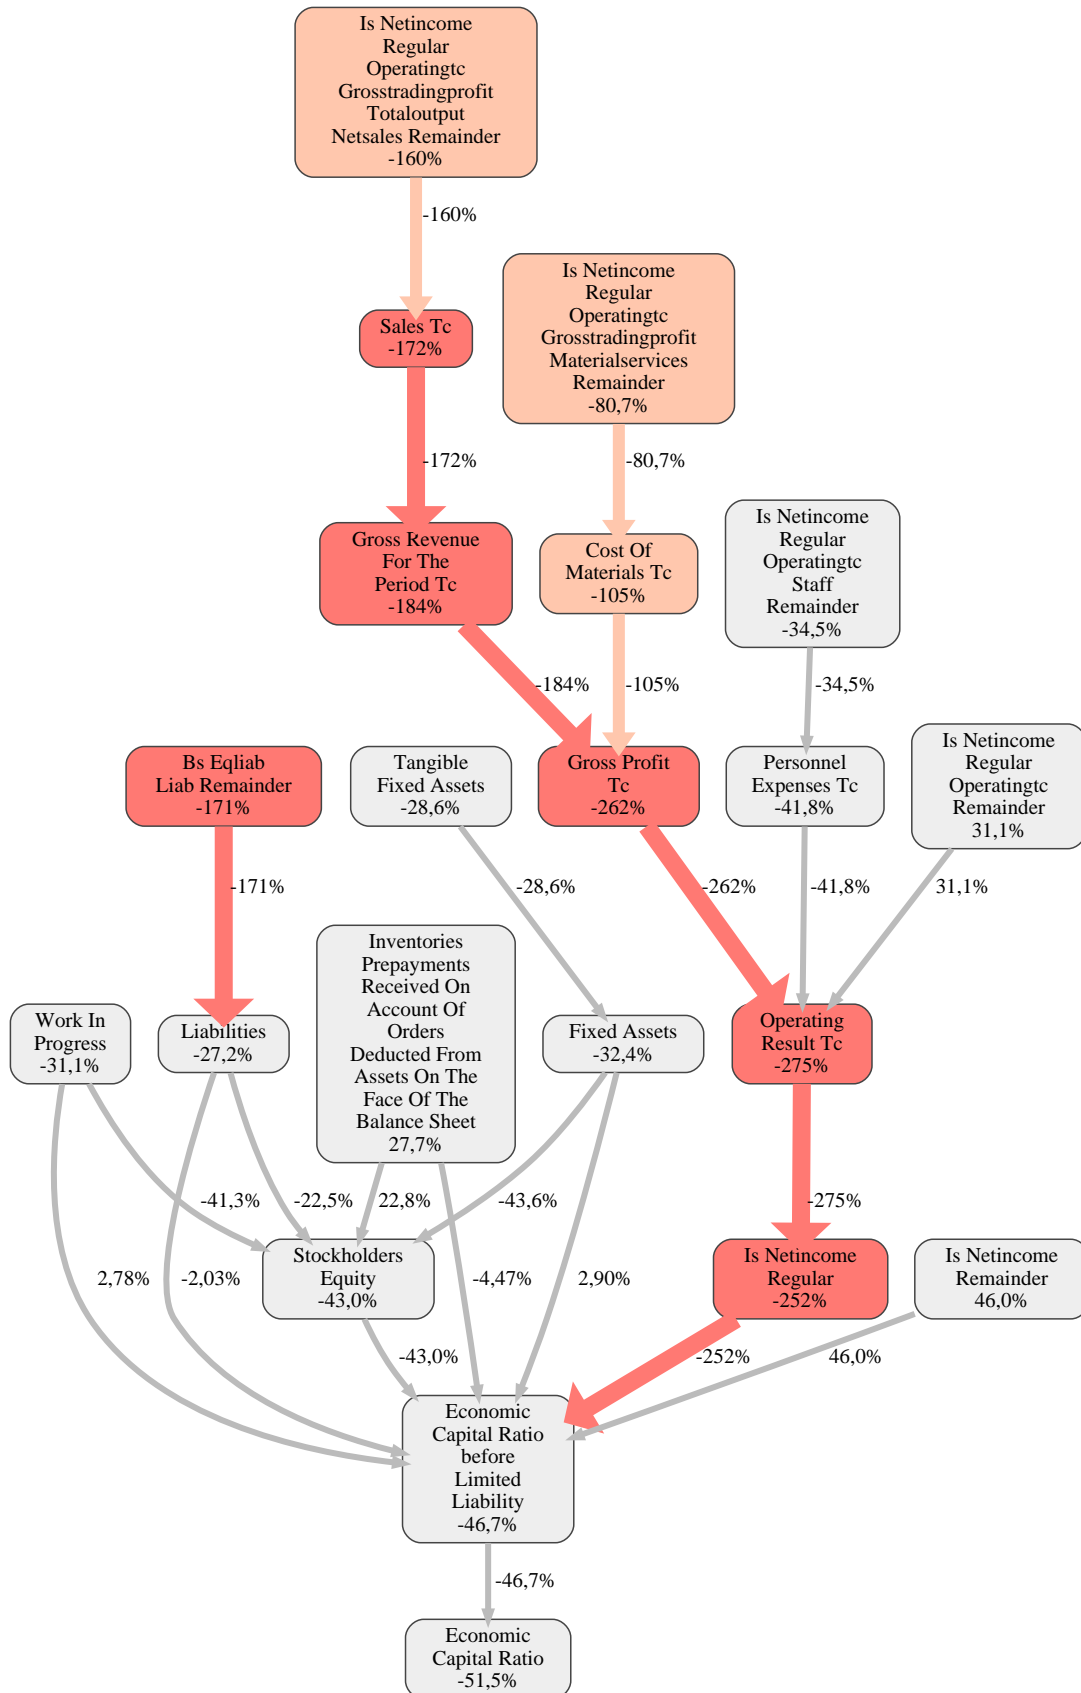 Is Netincome
Regular
Operatingtc
Grosstradingprofit
Totaloutput
Netsales Remainder
-160%
-160%
Sales Tc
-172%
Is Netincome
Regular
Operatingtc
Grosstradingprofit
Materialservices
Remainder
-80,7%
-172%
-80,7%
Gross Revenue
For The
Period Tc
-184%
Cost Of
Materials Tc
-105%
Is Netincome
Regular
Operatingtc
Staff
Remainder
-34,5%
-184%
-105%
-34,5%
Bs Eqliab
Liab Remainder
-171%
Tangible
Fixed Assets
-28,6%
Gross Profit
Tc
-262%
Personnel
Expenses Tc
-41,8%
Is Netincome
Regular
Operatingtc
Remainder
31,1%
-171%
-28,6%
-262%
-41,8%
31,1%
Work In
Progress
-31,1%
Liabilities
-27,2%
Inventories
Prepayments
Received On
Account Of
Orders
Deducted From
Assets On The
Face Of The
Balance Sheet
27,7%
Fixed Assets
-32,4%
Operating
Result Tc
-275%
-41,3%
-22,5%
22,8%
-43,6%
-275%
2,78%
-2,03%
Stockholders
Equity
-43,0%
-4,47%
2,90%
Is Netincome
Regular
-252%
Is Netincome
Remainder
46,0%
-43,0%
-252%
46,0%
Economic
Capital Ratio
before
Limited
Liability
-46,7%
-46,7%
Economic
Capital Ratio
-51,5%